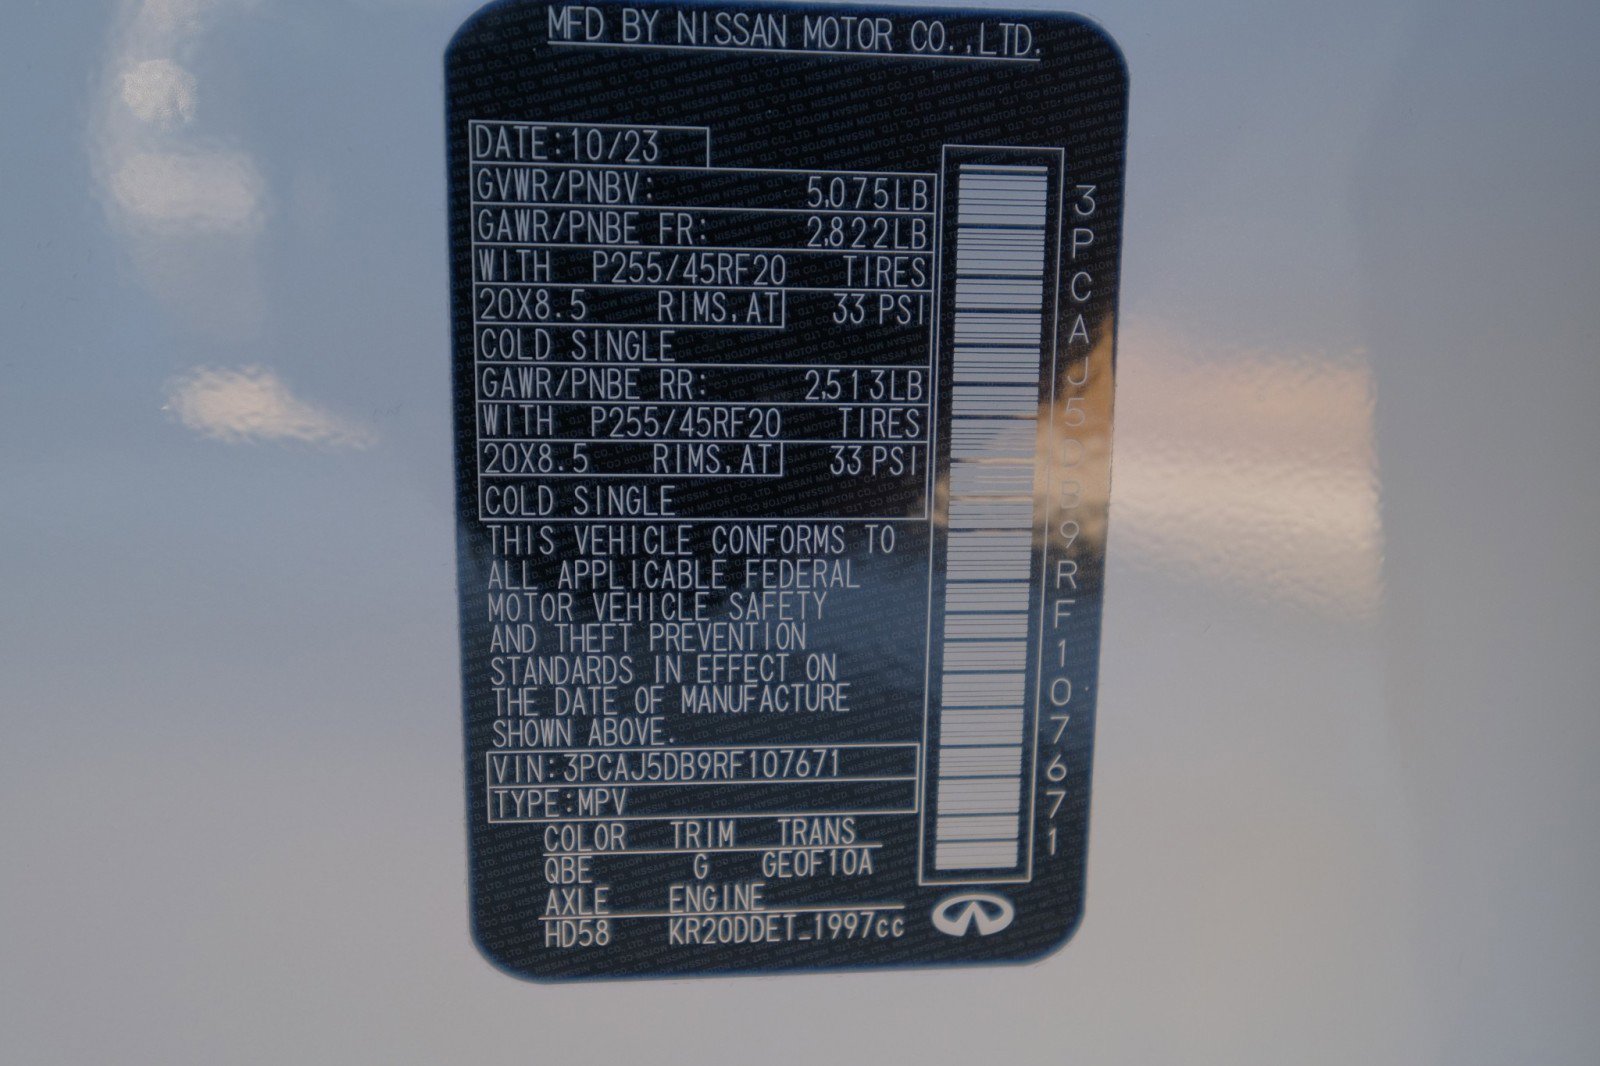 MFD BY NISSAN MOTOR CO.,LTD.
DATE:10/23
GVWR/PNBV: 5,075LB
GAWR/PNBE FR: 2,822LB
WITH P255/45RF20 TIRES
20X8.5 RIMS,AT 33 PSI
COLD SINGLE
GAWR/PNBE RR: 2,513LB
WITH P255/45RF20 TIRES
20X8.5 RIMS,AT 33 PSI
COLD SINGLE
THIS VEHICLE CONFORMS TO
ALL APPLICABLE FEDERAL
MOTOR VEHICLE SAFETY
AND THEFT PREVENTION
STANDARDS IN EFFECT ON
THE DATE OF MANUFACTURE
SHOWN ABOVE.
VIN:3PCAJ5DB9RF107671
TYPE:MPV
COLOR TRIM TRANS
QBE G GE0F10A
AXLE ENGINE
HD58 KR20DDET_1997cc
3PCAJ5DB9RF107671